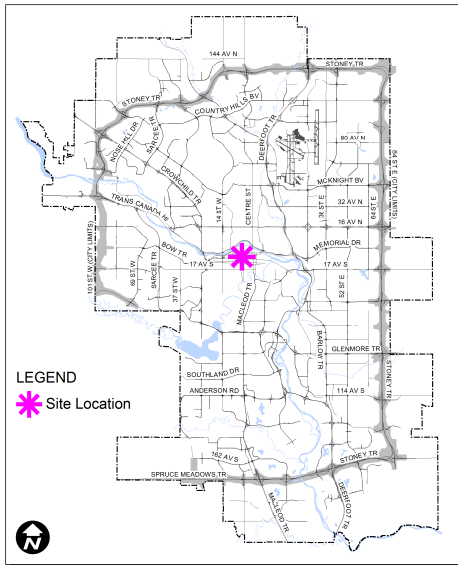 144 AV N
STONEY TR
STONEY TR
COUNTRY HILLS BV
NOSE HILL DR
SARCEE TR
DEERFOOT TR
80 AV N
CROWCHILD TR
MCKNIGHT BV
84 ST E (CITY LIMITS)
14 ST W
CENTRE ST
36 ST E
32 AV N
64 ST E
TRANS CANADA HI
16 AV N
101 ST W (CITY LIMITS)
BOW TR
MEMORIAL DR
17 AV S
17 AV S
69 ST W
SARCEE TR
37 ST W
MACLEOD TR
52 ST E
BARLOW TR
GLENMORE TR
STONEY TR
SOUTHLAND DR
LEGEND
ANDERSON RD
114 AV S
Site Location
162 AV S
STONEY TR
SPRUCE MEADOWS TR
MACLEOD TR
DEERFOOT TR
N